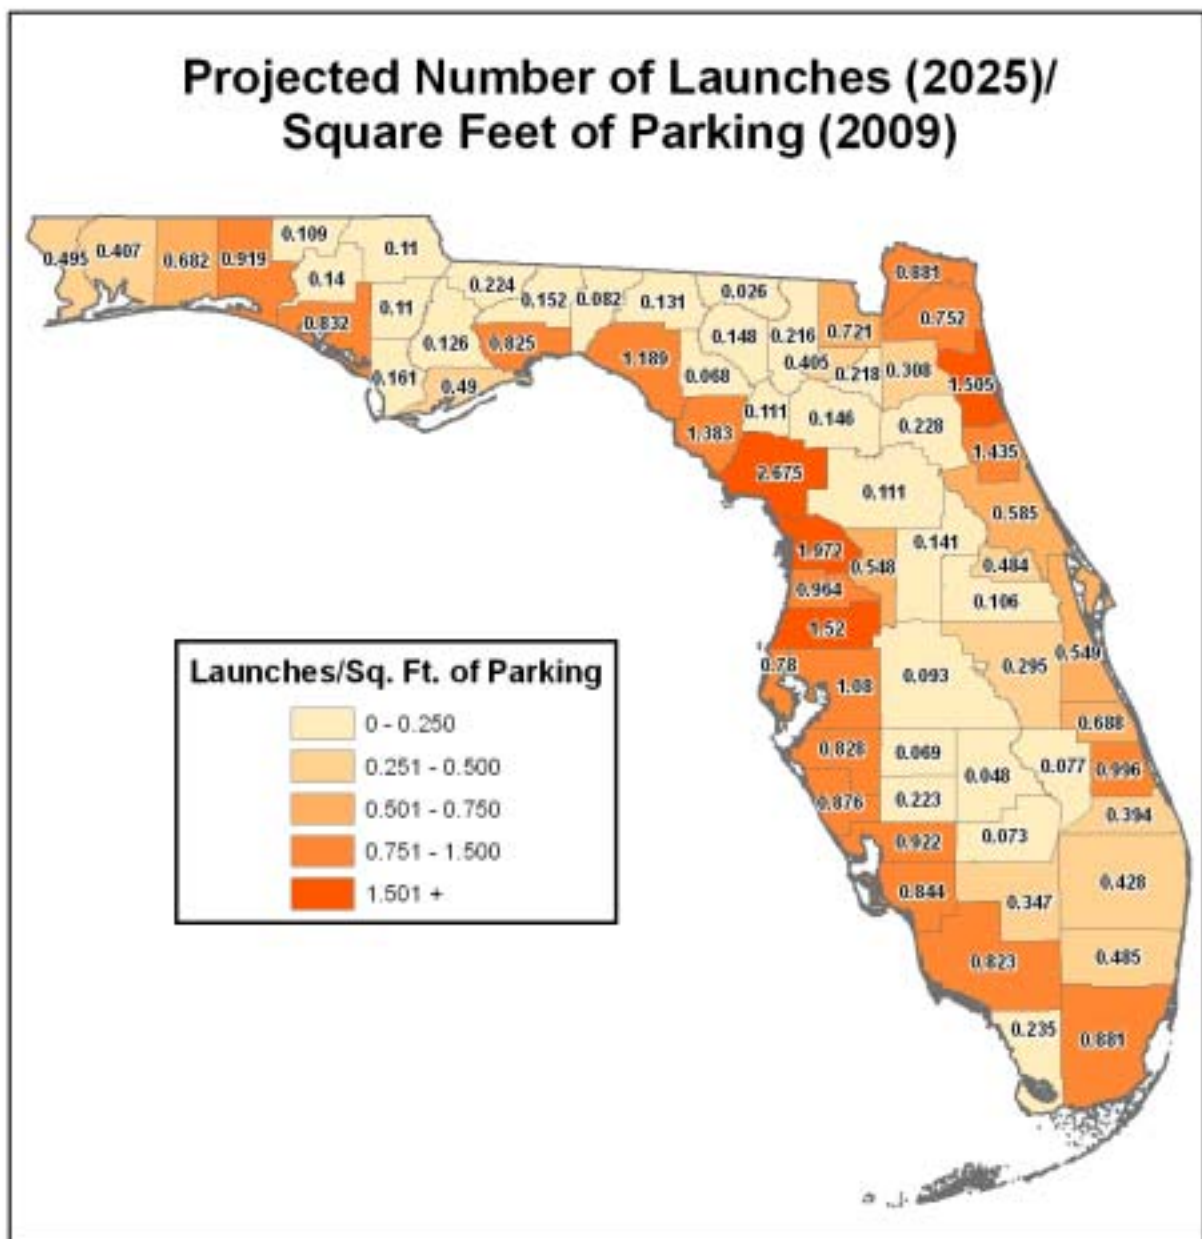 Projected Number of Launches (2025)/
Square Feet of Parking (2009)
0.495 0.407 0.682 0.919 0.109 0.11
0.14
0.832 0.11
0.224 0.152 0.082 0.131 0.026
0.126 0.825
0.161 0.49
0.881
0.752
0.148 0.216 0.721
1.189 0.068 0.405 0.218 0.308 1.505
1.383 0.111 0.146 0.228 1.435
2.675 0.111 0.585
1.972 0.548 0.141 0.484
0.964 0.106
1.52
0.78 1.08 0.093 0.295 0.549
0.688
0.828 0.069 0.048 0.077 0.996
0.876 0.223 0.394
0.922 0.073
0.844 0.347 0.428
0.823 0.485
0.235 0.881
Launches/Sq. Ft. of Parking
0 - 0.250
0.251 - 0.500
0.501 - 0.750
0.751 - 1.500
1.501 +